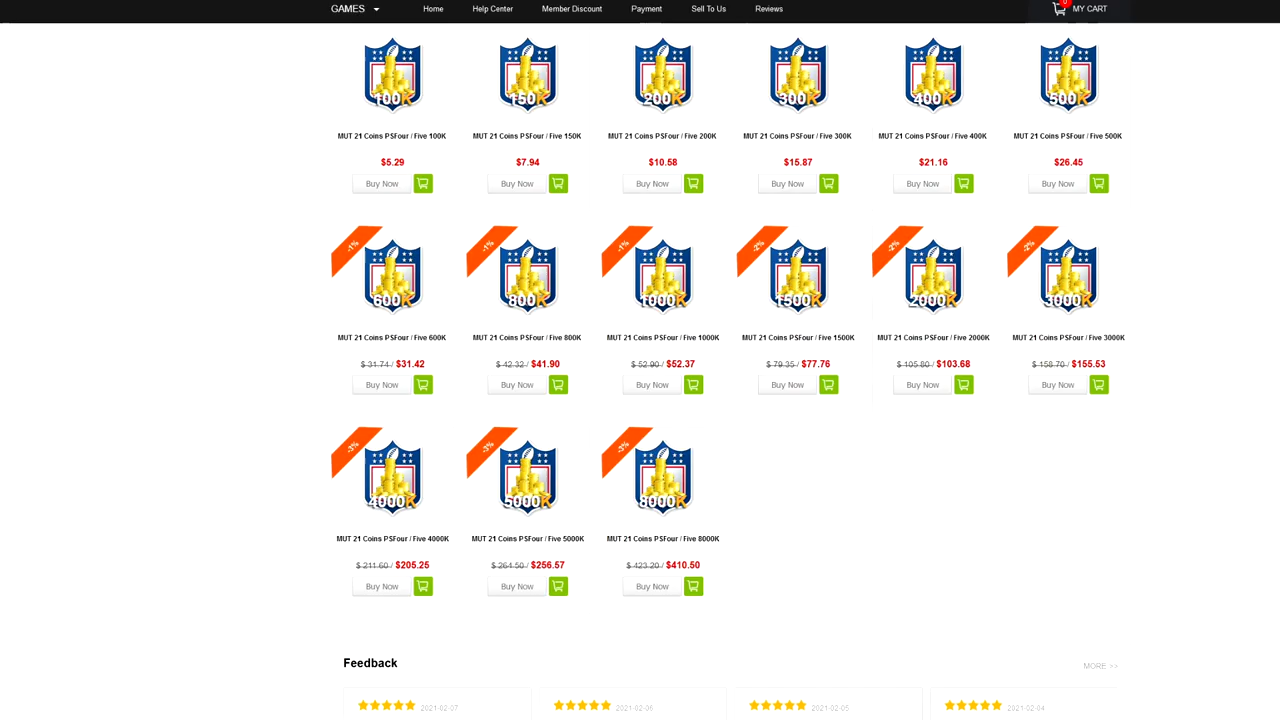 GAMES Home Help Center Member Discount Payment Sell To Us Reviews 0 MY CART
100K 150K 200K 300K 400K 500K
MUT 21 Coins PSFour / Five 100K MUT 21 Coins PSFour / Five 150K MUT 21 Coins PSFour / Five 200K MUT 21 Coins PSFour / Five 300K MUT 21 Coins PSFour / Five 400K MUT 21 Coins PSFour / Five 500K
$5.29 $7.94 $10.58 $15.87 $21.16 $26.45
Buy Now Buy Now Buy Now Buy Now Buy Now Buy Now
-1% -1% -1% -2% -2% -2%
600K 800K 1000K 1500K 2000K 3000K
MUT 21 Coins PSFour / Five 600K MUT 21 Coins PSFour / Five 800K MUT 21 Coins PSFour / Five 1000K MUT 21 Coins PSFour / Five 1500K MUT 21 Coins PSFour / Five 2000K MUT 21 Coins PSFour / Five 3000K
$ 31.74 / $31.42 $ 42.32 / $41.90 $ 52.90 / $52.37 $ 79.35 / $77.76 $ 105.80 / $103.68 $ 158.70 / $155.53
Buy Now Buy Now Buy Now Buy Now Buy Now Buy Now
-3% -3% -3%
4000K 5000K 8000K
MUT 21 Coins PSFour / Five 4000K MUT 21 Coins PSFour / Five 5000K MUT 21 Coins PSFour / Five 8000K
$ 211.60 / $205.25 $ 264.50 / $256.57 $ 423.20 / $410.50
Buy Now Buy Now Buy Now
Feedback MORE >>
2021-02-07 2021-02-06 2021-02-05 2021-02-04